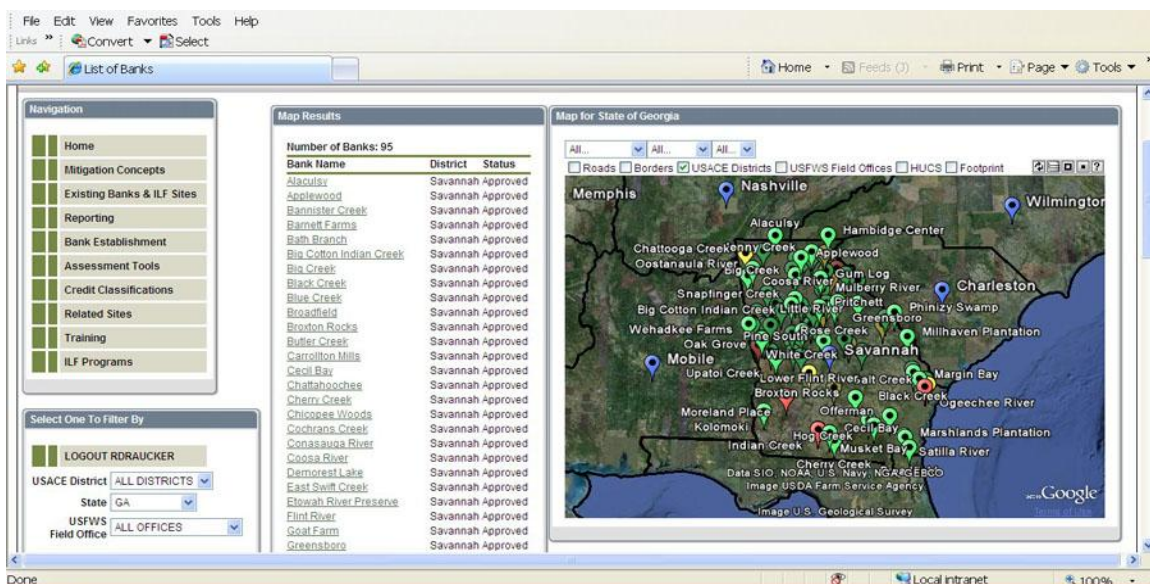 File Edit View Favorites Tools Help
Links » Convert Select
List of Banks
Home Feeds (J) Print Page Tools »
Navigation
Home
Mitigation Concepts
Existing Banks & ILF Sites
Reporting
Bank Establishment
Assessment Tools
Credit Classifications
Related Sites
Training
ILF Programs
Select One To Filter By
LOGOUT RDRAUCKER
USACE District ALL DISTRICTS
State GA
USFWS
Field Office ALL OFFICES
Map Results
Number of Banks: 95
Bank Name District Status
Alaculsy Savannah Approved
Applewood Savannah Approved
Bannister Creek Savannah Approved
Barnett Farms Savannah Approved
Bath Branch Savannah Approved
Big Cotton Indian Creek Savannah Approved
Big Creek Savannah Approved
Black Creek Savannah Approved
Blue Creek Savannah Approved
Broadfield Savannah Approved
Broxton Rocks Savannah Approved
Butler Creek Savannah Approved
Carrollton Mills Savannah Approved
Cecil Bay Savannah Approved
Chattahoochee Savannah Approved
Cherry Creek Savannah Approved
Chicopee Woods Savannah Approved
Cochrans Creek Savannah Approved
Conasauga River Savannah Approved
Coosa River Savannah Approved
Demorest Lake Savannah Approved
East Swift Creek Savannah Approved
Etowah River Preserve Savannah Approved
Flint River Savannah Approved
Goat Farm Savannah Approved
Greensboro Savannah Approved
Map for State of Georgia
All... All... All...
Roads Borders USACE Districts USFWS Field Offices HUCS Footprint ?
Memphis Nashville Wilmington
Alaculsy Hambidge Center
Chattooga Creek enny Creek Applewood
Oostanaula River Big Creek Coosa River Gum Log
Mulberry River Charleston
Snapfinger Creek Pritchett Phinizy Swamp
Big Cotton Indian Creek Little River Greensboro
Wehadkee Farms Pine South Rose Creek Millhaven Plantation
Oak Grove White Creek Savannah
Mobile
Upatoi Creek Lower Flint River alt Creek Margin Bay
Broxton Rocks Black Creek Ogeechee River
Moreland Place Offerman
Kolomoki Cecil Bay Marshlands Plantation
Indian Creek Hog Creek Musket Bay Satilla River
Cherry Creek
Data SIO, NOAA, U.S. Navy, NGA, GEBCO
Image USDA Farm Service Agency
Google
Image U.S. Geological Survey Terms of Use
Done Local intranet 100%